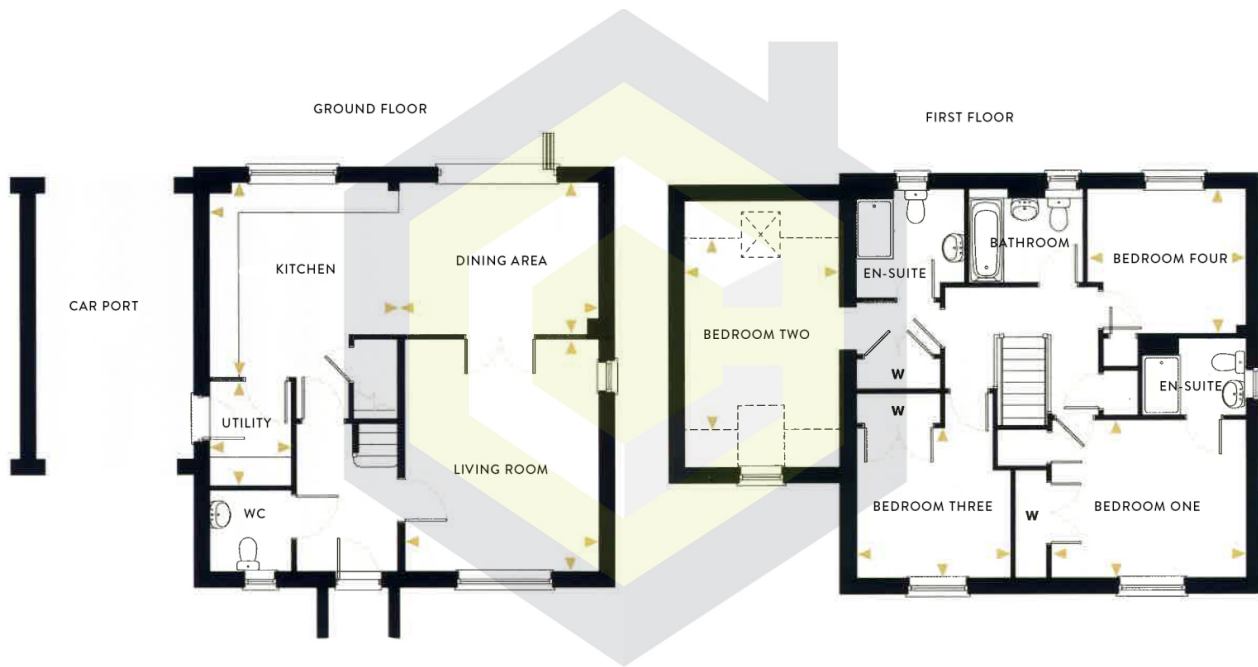 GROUND FLOOR
KITCHEN
DINING AREA
CAR PORT
UTILITY
LIVING ROOM
WC
FIRST FLOOR
BATHROOM
EN-SUITE
BEDROOM FOUR
BEDROOM TWO
W
EN-SUITE
W
BEDROOM THREE
W
BEDROOM ONE